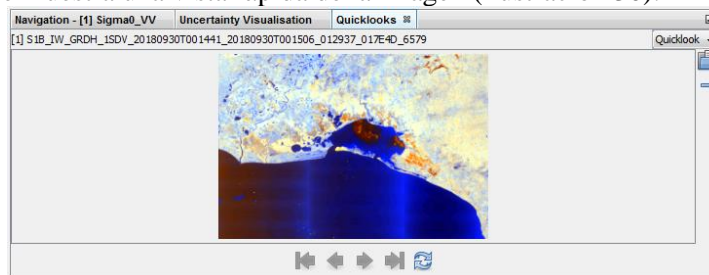 Navigation - [1] Sigma0_VV Uncertainty Visualisation Quicklooks
[1] S1B_IW_GRDH_1SDV_20180930T001441_20180930T001506_012937_017E4D_6579 Quicklook